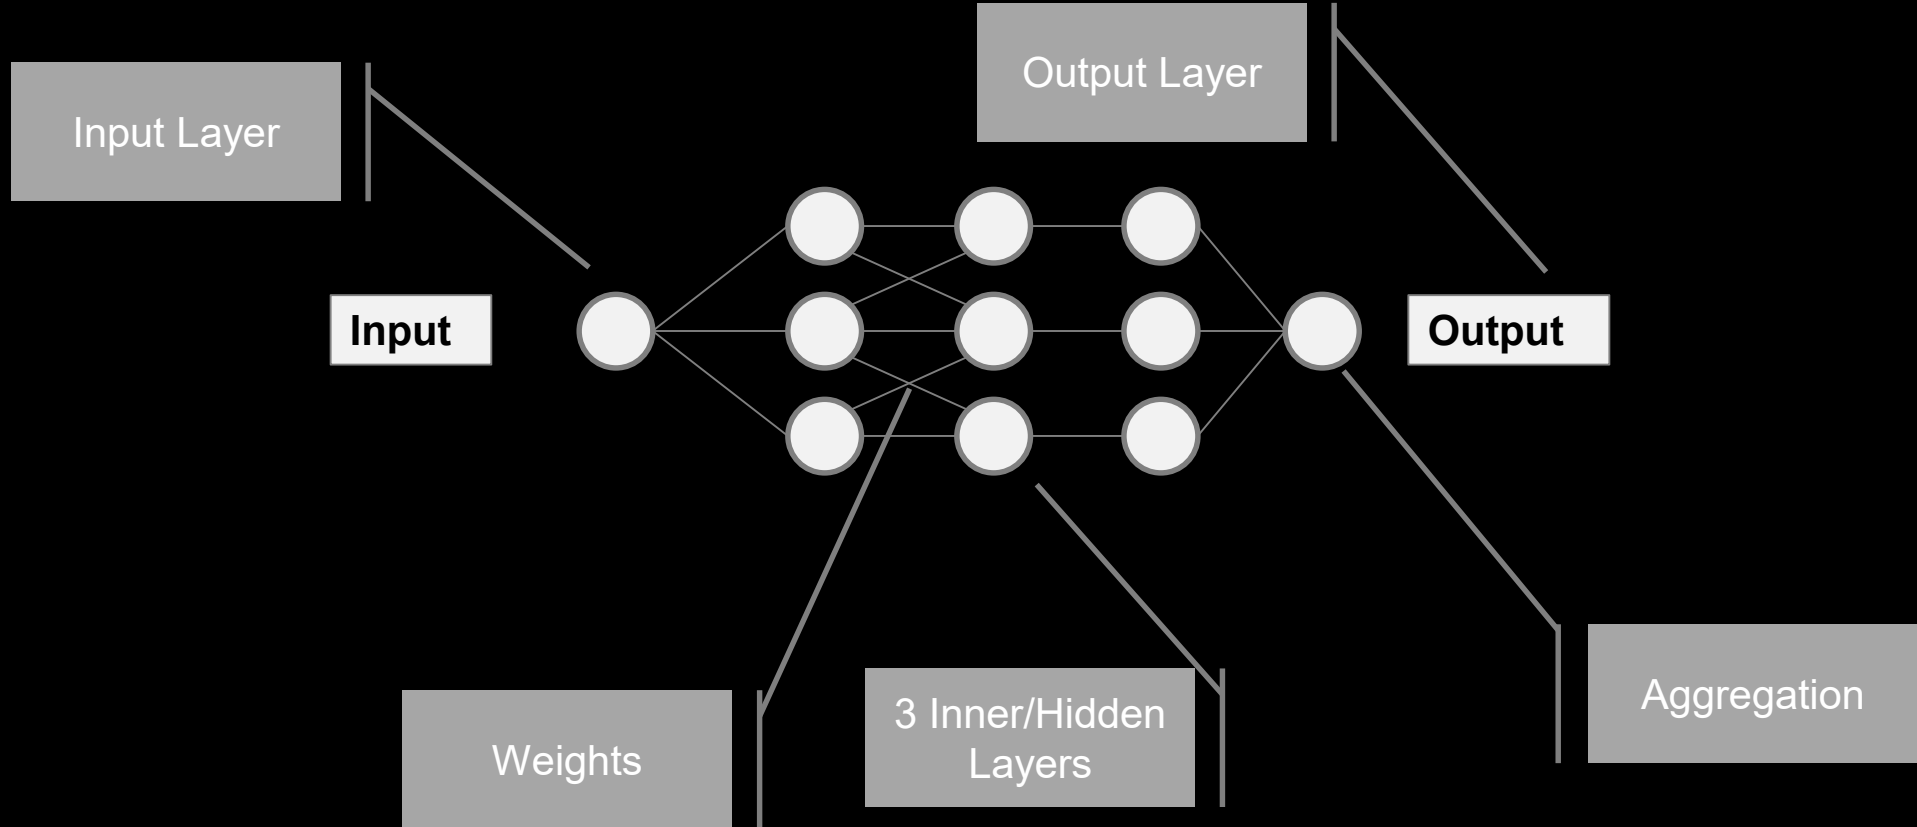 Output Layer
Input Layer
Input
Output
Aggregation
3 Inner/Hidden
Layers
Weights